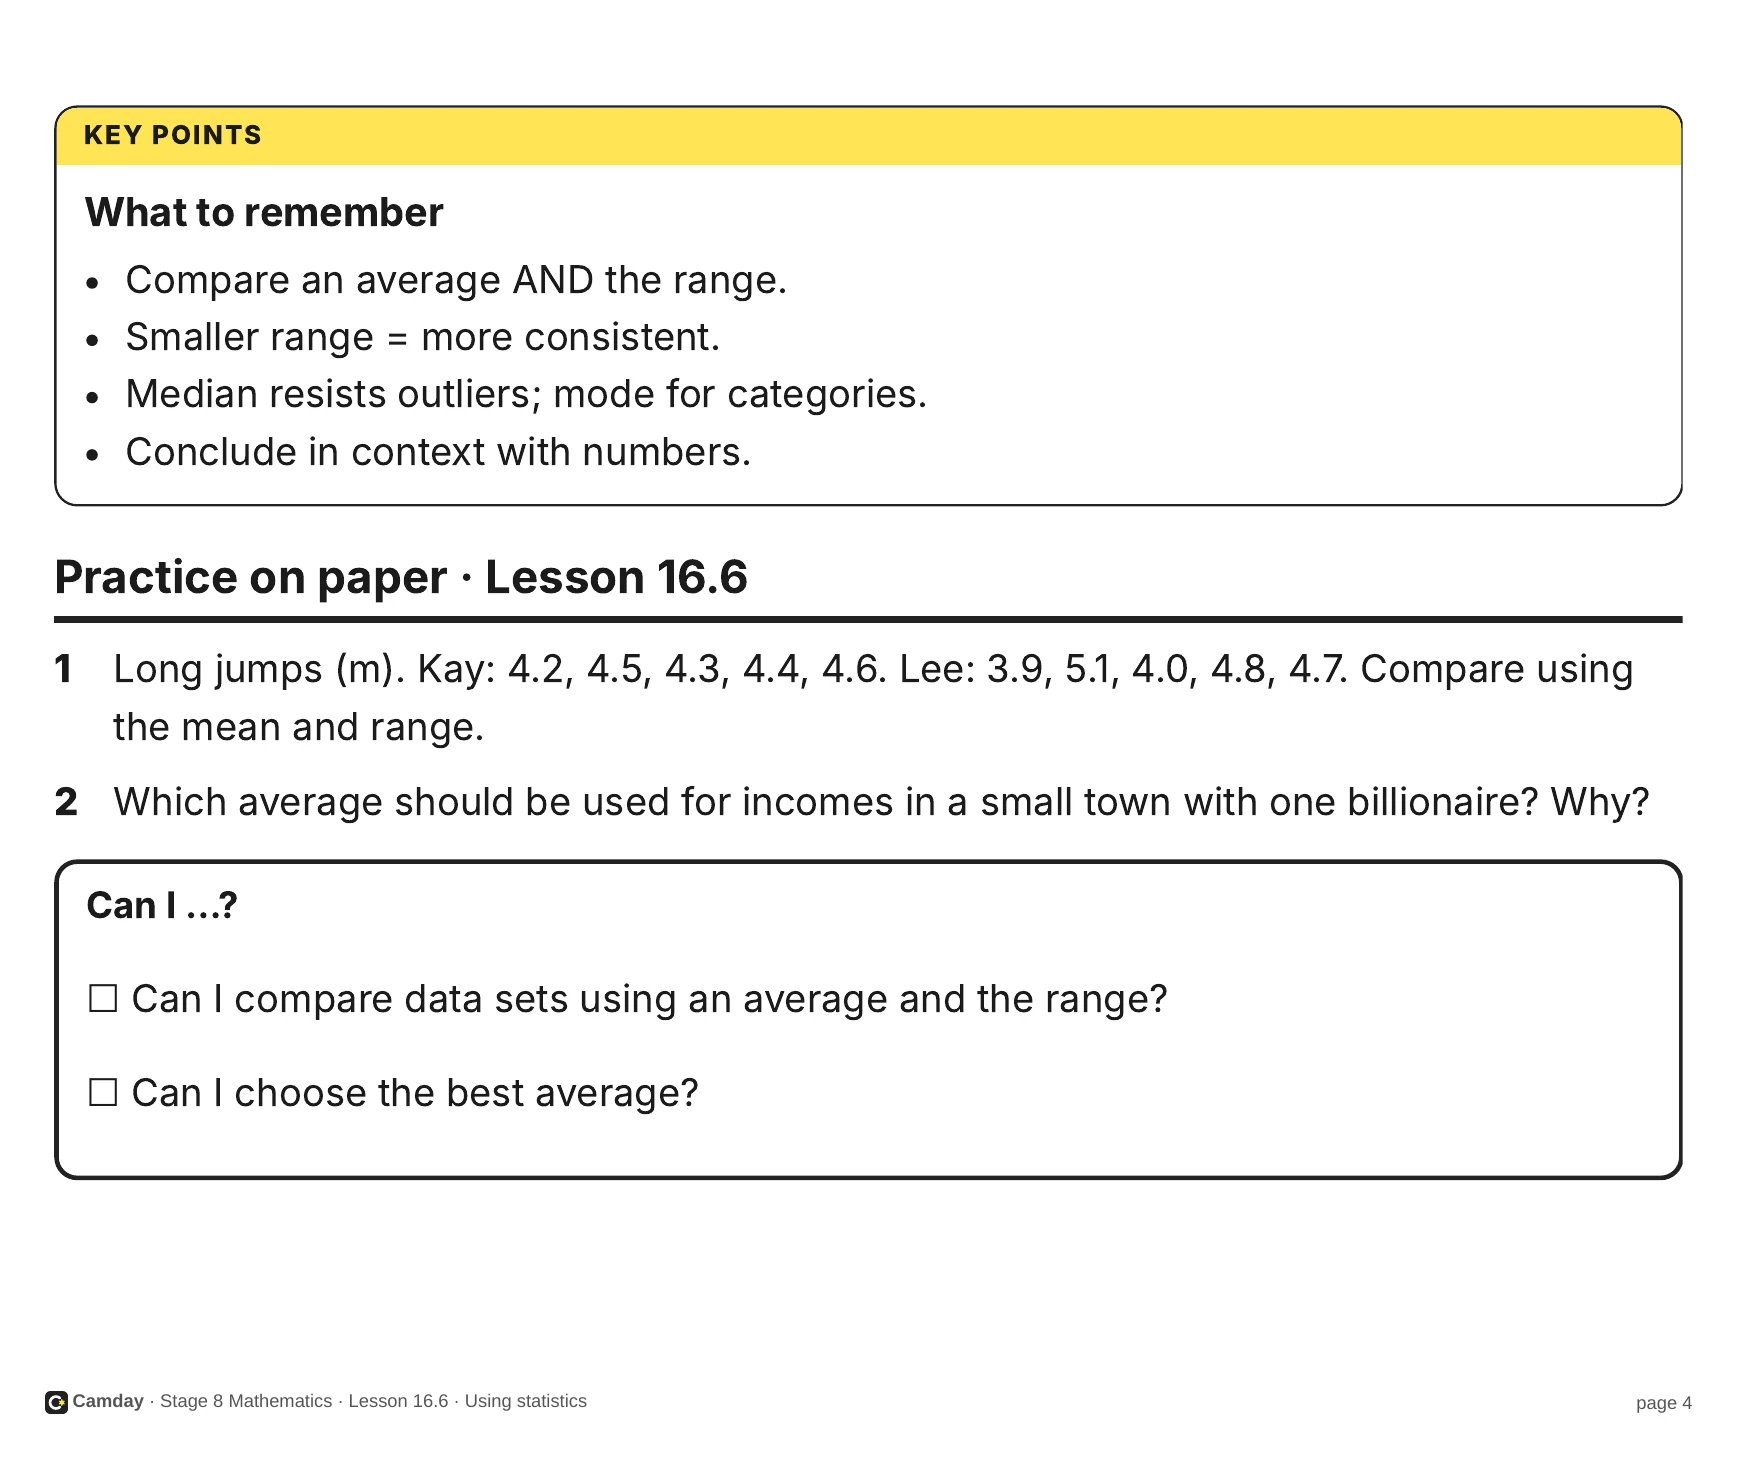 KEY POINTS
What to remember
• Compare an average AND the range.
• Smaller range = more consistent.
• Median resists outliers; mode for categories.
• Conclude in context with numbers.
Practice on paper · Lesson 16.6
1 Long jumps (m). Kay: 4.2, 4.5, 4.3, 4.4, 4.6. Lee: 3.9, 5.1, 4.0, 4.8, 4.7. Compare using
the mean and range.
2 Which average should be used for incomes in a small town with one billionaire? Why?
Can I ...?
☐ Can I compare data sets using an average and the range?
☐ Can I choose the best average?
Camday · Stage 8 Mathematics · Lesson 16.6 · Using statistics
page 4